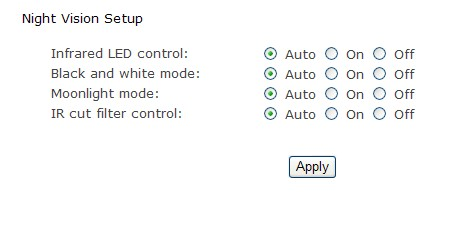 Night Vision Setup
Infrared LED control: Auto On Off
Black and white mode: Auto On Off
Moonlight mode: Auto On Off
IR cut filter control: Auto On Off
Apply